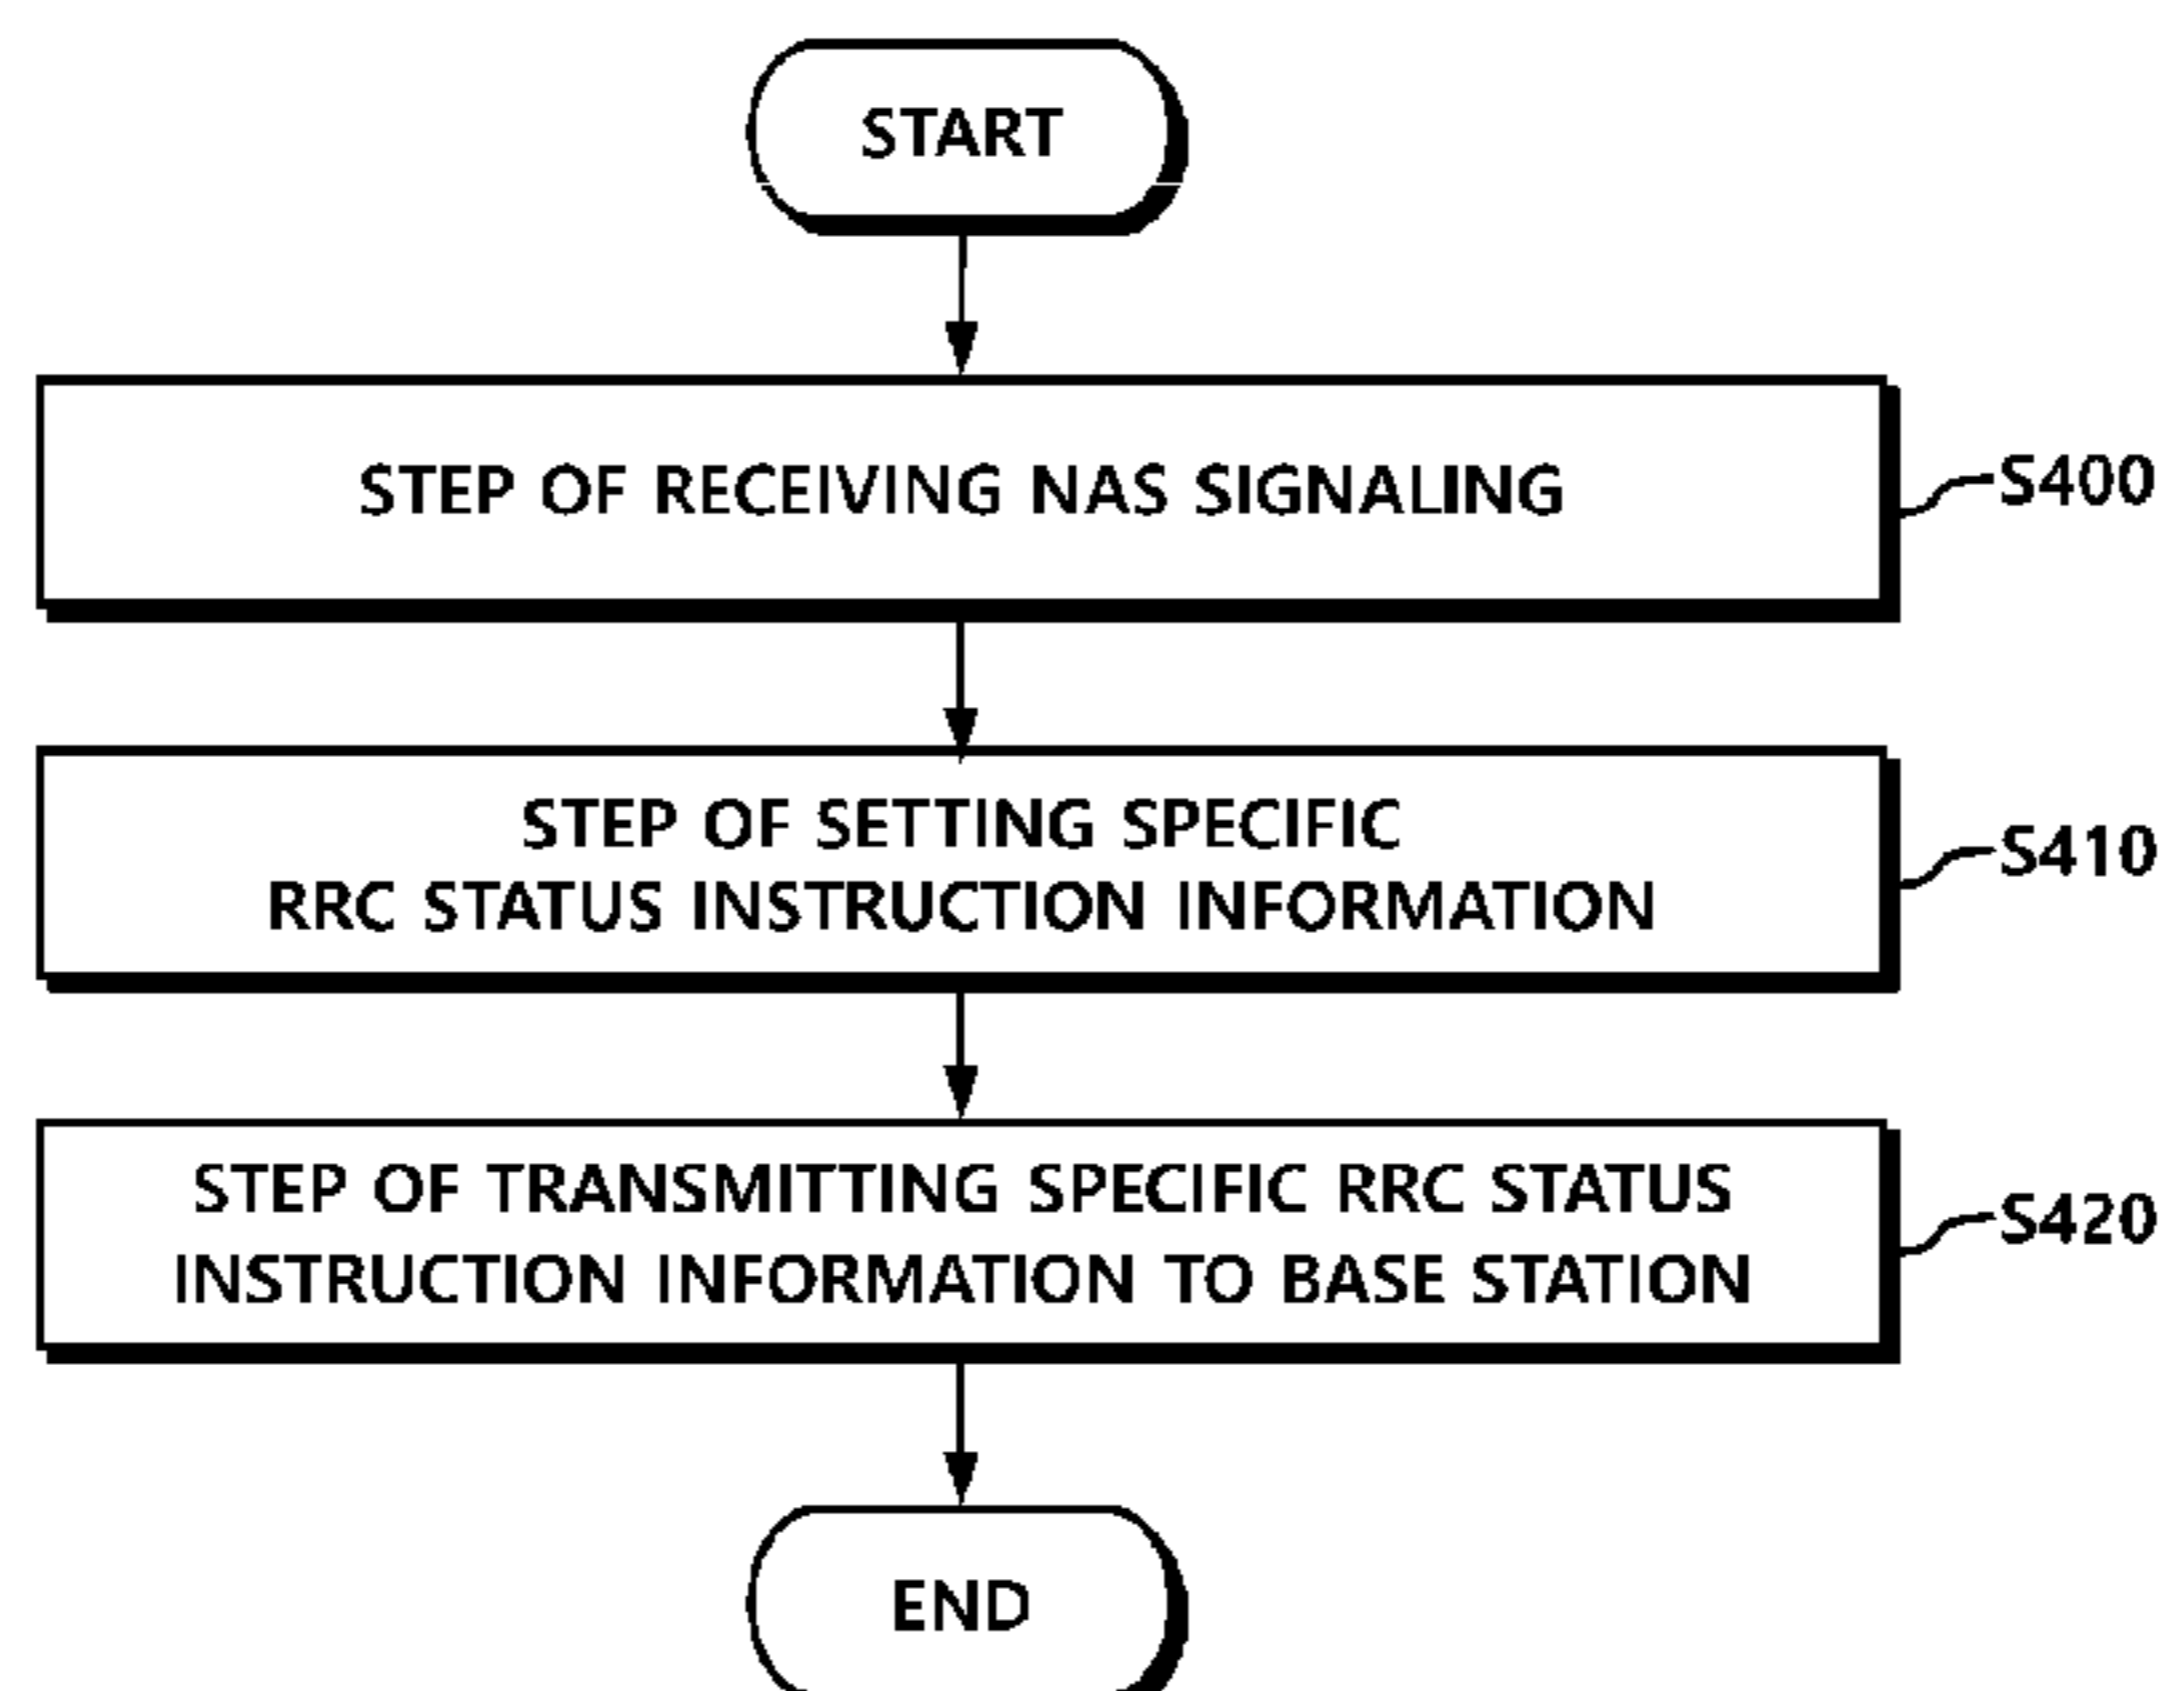 START
STEP OF RECEIVING NAS SIGNALING
S400
STEP OF SETTING SPECIFIC
RRC STATUS INSTRUCTION INFORMATION
S410
STEP OF TRANSMITTING SPECIFIC RRC STATUS
INSTRUCTION INFORMATION TO BASE STATION
S420
END